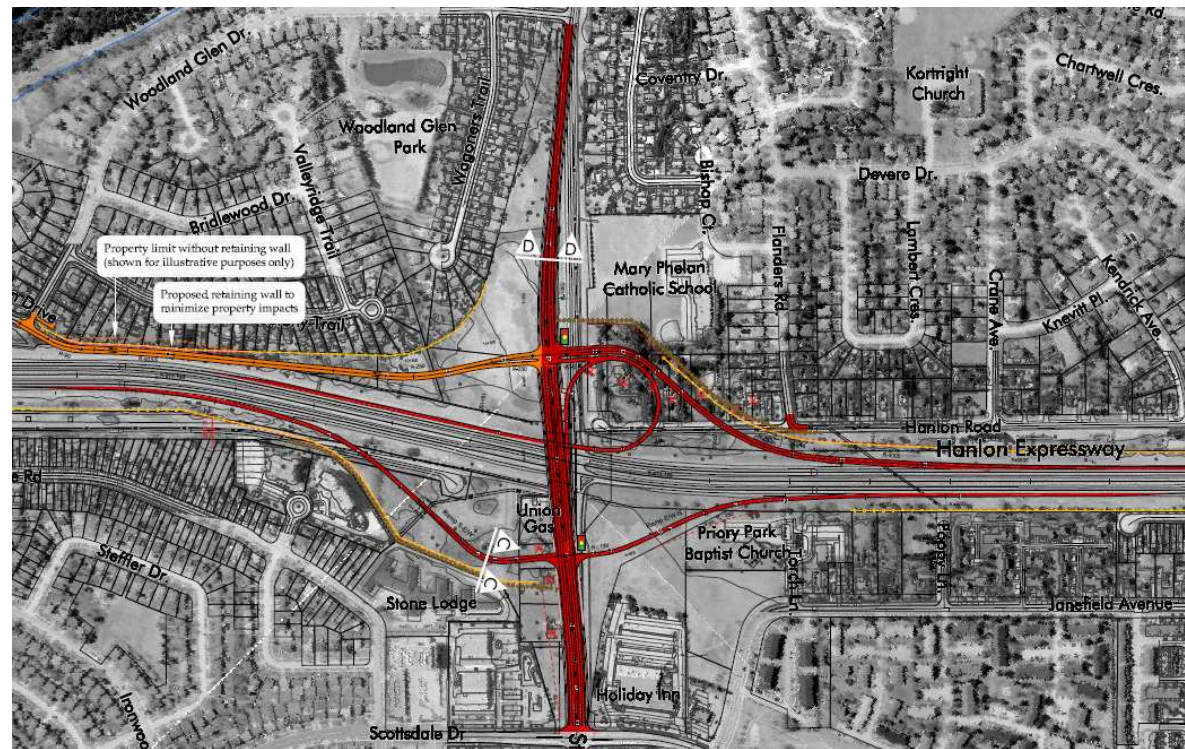 Woodland Glen Dr.
Coventry Dr.
Kortright
Church
Chartwell Cres.
Woodland Glen
Park
Wagoners Trail
Valleyridge Trail
Bridlewood Dr.
Bishop Ct.
Devere Dr.
Property limit without retaining wall
(shown for illustrative purposes only)
Proposed retaining wall to
minimize property impacts
Trail
Drive
D
D
Mary Phelan
Catholic School
Flanders Rd
Lambert Cres.
Crane Ave.
Knevitt Pl.
Kendrick Ave.
Hanlon Road
Hanlon Expressway
Rd
Union
Gas
C
C
Priory Park
Baptist Church
Torch Ln
Poppy Ln
Steffler Dr.
Stone Lodge
Janefield Avenue
Holiday Inn
Ironwoo
Scottsdale Dr
S